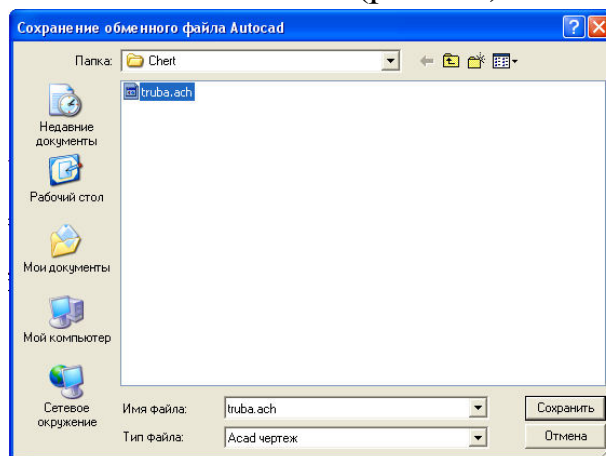 Сохранение обменного файла Autocad
Папка: Chert
truba.ach
Недавние
документы
Рабочий стол
Мои документы
Мой компьютер
Сетевое
окружение
Имя файла: truba.ach Сохранить
Тип файла: Acad чертеж Отмена